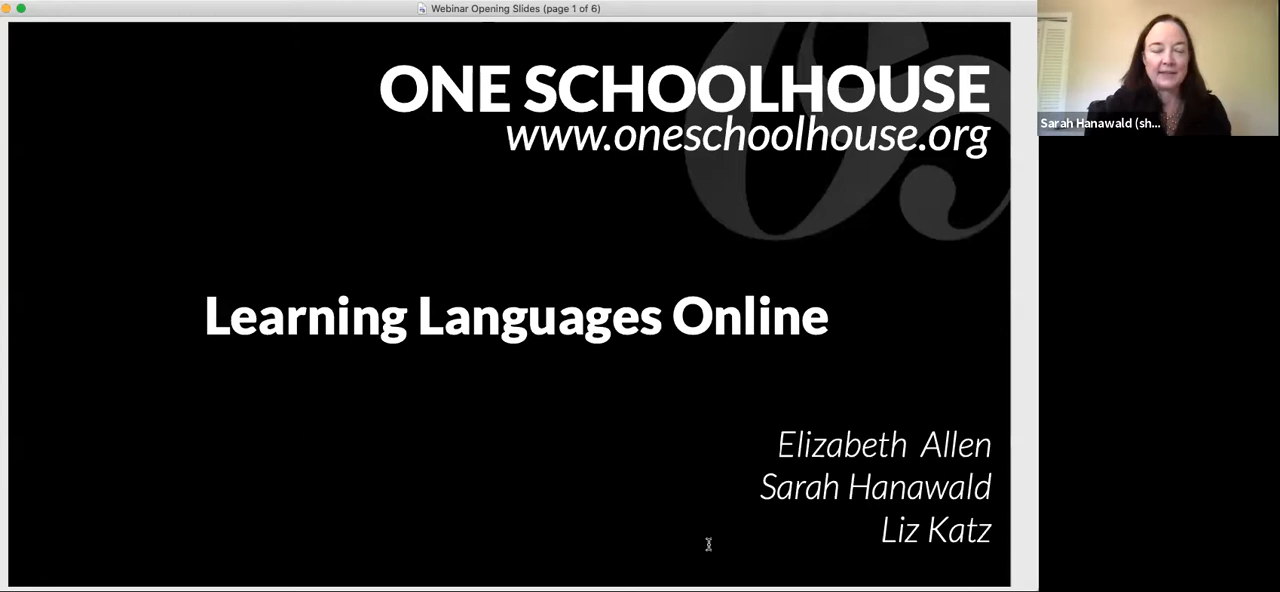 Webinar Opening Slides (page 1 of 6)
ONE SCHOOLHOUSE
www.oneschoolhouse.org
Sarah Hanawald (sh...
Learning Languages Online
Elizabeth Allen
Sarah Hanawald
Liz Katz